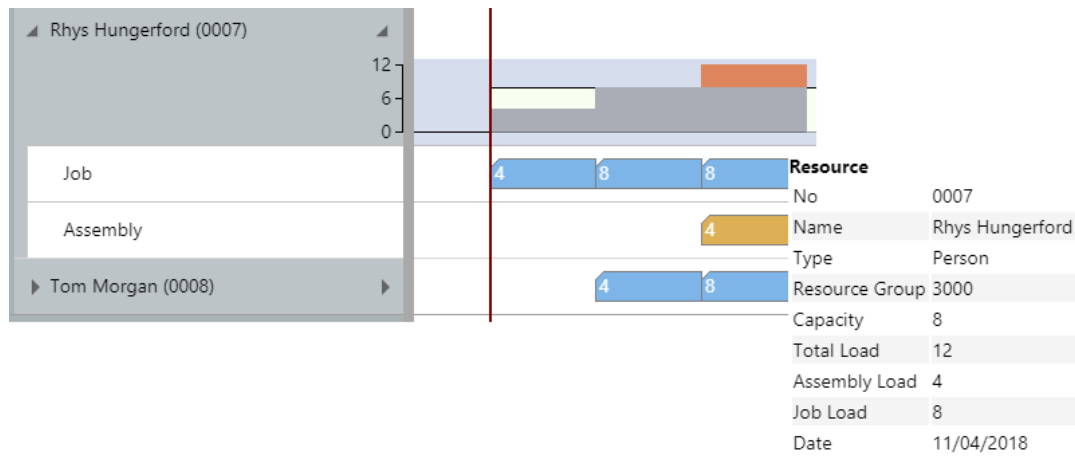 Rhys Hungerford (0007)
12
6
0
Job
4 8 8
Assembly
4
Tom Morgan (0008)
4 8
Resource
No 0007
Name Rhys Hungerford
Type Person
Resource Group 3000
Capacity 8
Total Load 12
Assembly Load 4
Job Load 8
Date 11/04/2018